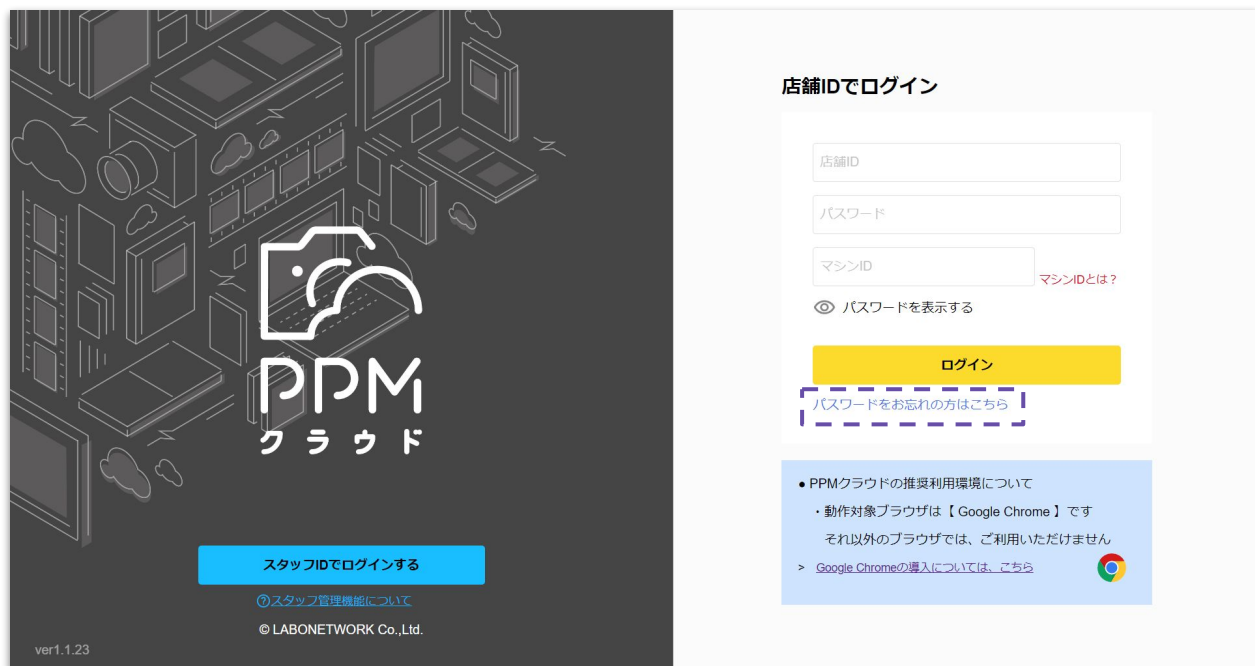 PPM
クラウド
スタッフIDでログインする
?スタッフ管理機能について
© LABONETWORK Co.,Ltd.
ver1.1.23
店舗IDでログイン
店舗ID
パスワード
マシンID
マシンIDとは？
パスワードを表示する
ログイン
パスワードをお忘れの方はこちら
● PPMクラウドの推奨利用環境について
・動作対象ブラウザは【 Google Chrome 】です
それ以外のブラウザでは、ご利用いただけません
> Google Chromeの導入については、こちら